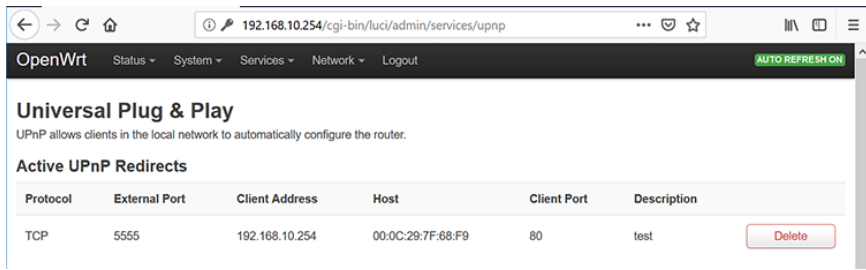 192.168.10.254/cgi-bin/luci/admin/services/upnp
OpenWrt Status System Services Network Logout AUTO REFRESH ON
Universal Plug & Play
UPnP allows clients in the local network to automatically configure the router.
Active UPnP Redirects
Protocol External Port Client Address Host Client Port Description
TCP 5555 192.168.10.254 00:0C:29:7F:68:F9 80 test Delete